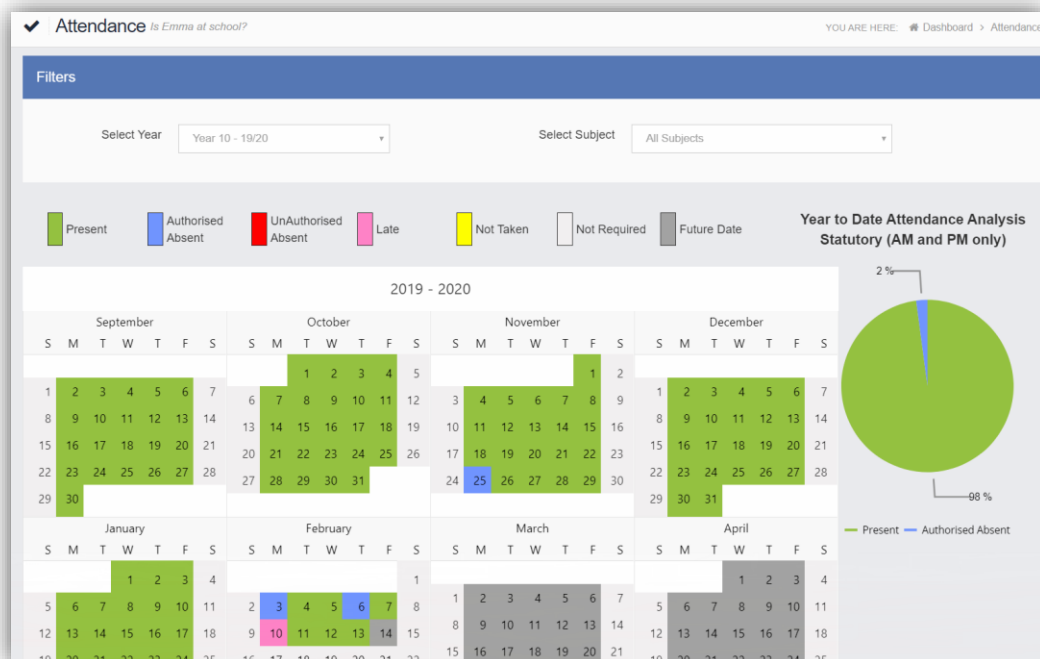 Attendance Is Emma at school?
YOU ARE HERE: Dashboard > Attendance
Filters
Select Year Year 10 - 19/20 Select Subject All Subjects
Present
Authorised Absent
UnAuthorised Absent
Late
Not Taken
Not Required
Future Date
Year to Date Attendance Analysis
Statutory (AM and PM only)
2 %
98 %
Present Authorised Absent
2019 - 2020
September October November December
S M T W T F S S M T W T F S S M T W T F S S M T W T F S
1 2 3 4 5 1 2
1 2 3 4 5 6 7 6 7 8 9 10 11 12 3 4 5 6 7 8 9 1 2 3 4 5 6 7
8 9 10 11 12 13 14 13 14 15 16 17 18 19 10 11 12 13 14 15 16 8 9 10 11 12 13 14
15 16 17 18 19 20 21 20 21 22 23 24 25 26 17 18 19 20 21 22 23 15 16 17 18 19 20 21
22 23 24 25 26 27 28 27 28 29 30 31 24 25 26 27 28 29 30 22 23 24 25 26 27 28
29 30 29 30 31
January February March April
S M T W T F S S M T W T F S S M T W T F S S M T W T F S
1 2 3 4 1 1 2 3 4
5 6 7 8 9 10 11 2 3 4 5 6 7 8 1 2 3 4 5 6 7 5 6 7 8 9 10 11
12 13 14 15 16 17 18 9 10 11 12 13 14 15 8 9 10 11 12 13 14 12 13 14 15 16 17 18
15 16 17 18 19 20 21